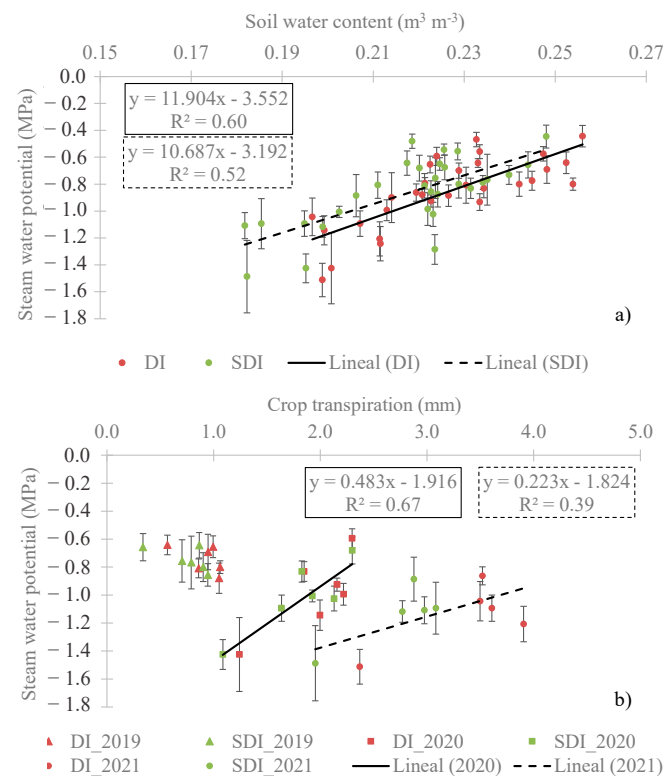 Soil water content (m³ m⁻³)
0.15 0.17 0.19 0.21 0.23 0.25 0.27
0.0
− 0.2
− 0.4
− 0.6
− 0.8
− 1.0
− 1.2
− 1.4
− 1.6
− 1.8
Steam water potential (MPa)
y = 11.904x - 3.552
R² = 0.60
y = 10.687x - 3.192
R² = 0.52
a)
DI SDI Lineal (DI) Lineal (SDI)
Crop transpiration (mm)
0.0 1.0 2.0 3.0 4.0 5.0
0.0
− 0.2
− 0.4
− 0.6
− 0.8
− 1.0
− 1.2
− 1.4
− 1.6
− 1.8
Steam water potential (MPa)
y = 0.483x - 1.916
R² = 0.67
y = 0.223x - 1.824
R² = 0.39
b)
DI_2019 SDI_2019 DI_2020 SDI_2020
DI_2021 SDI_2021 Lineal (2020) Lineal (2021)